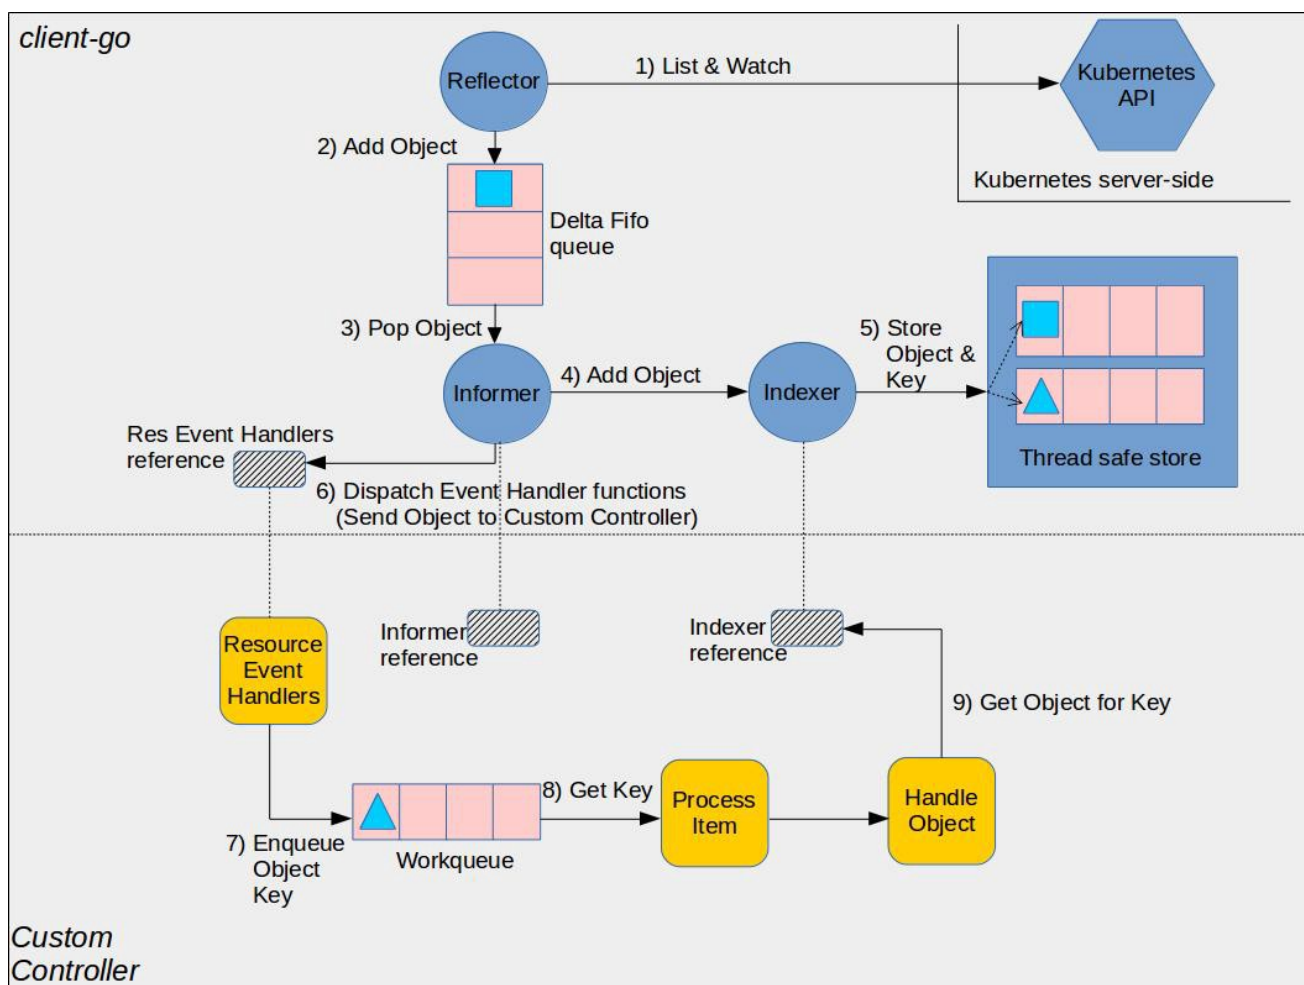 client-go
Reflector
1) List & Watch
Kubernetes
API
Kubernetes server-side
2) Add Object
Delta Fifo
queue
3) Pop Object
Informer
4) Add Object
Indexer
5) Store
Object &
Key
Thread safe store
Res Event Handlers
reference
6) Dispatch Event Handler functions
(Send Object to Custom Controller)
Resource
Event
Handlers
Informer
reference
Indexer
reference
9) Get Object for Key
7) Enqueue
Object
Key
Workqueue
8) Get Key
Process
Item
Handle
Object
Custom
Controller